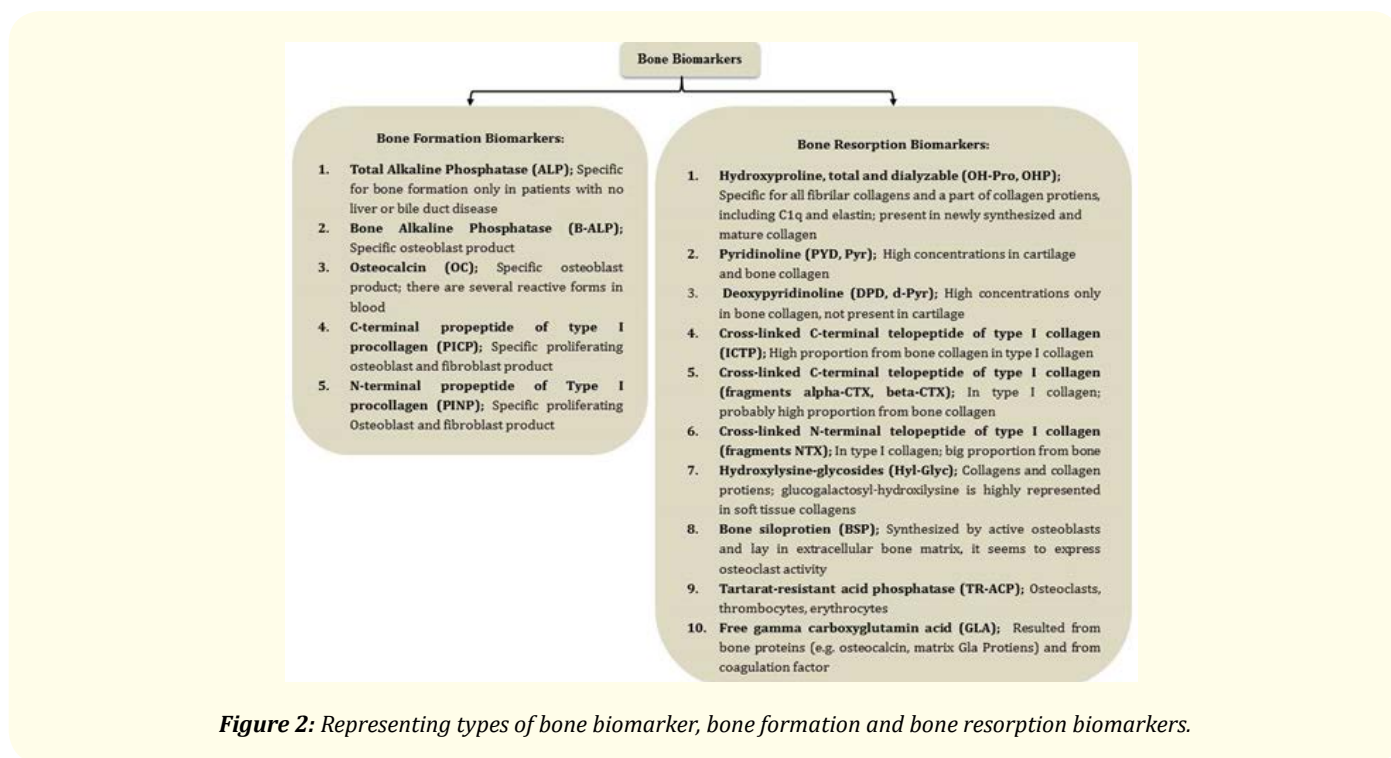 Bone Biomarkers
Bone Formation Biomarkers:
1. Total Alkaline Phosphatase (ALP); Specific
for bone formation only in patients with no
liver or bile duct disease
2. Bone Alkaline Phosphatase (B-ALP);
Specific osteoblast product
3. Osteocalcin (OC); Specific osteoblast
product; there are several reactive forms in
blood
4. C-terminal propeptide of type I
procollagen (PICP); Specific proliferating
osteoblast and fibroblast product
5. N-terminal propeptide of Type I
procollagen (PINP); Specific proliferating
Osteoblast and fibroblast product
Bone Resorption Biomarkers:
1. Hydroxyproline, total and dialyzable (OH-Pro, OHP);
Specific for all fibrilar collagens and a part of collagen protiens,
including C1q and elastin; present in newly synthesized and
mature collagen
2. Pyridinoline (PYD, Pyr); High concentrations in cartilage
and bone collagen
3. Deoxypyridinoline (DPD, d-Pyr); High concentrations only
in bone collagen, not present in cartilage
4. Cross-linked C-terminal telopeptide of type I collagen
(ICTP); High proportion from bone collagen in type I collagen
5. Cross-linked C-terminal telopeptide of type I collagen
(fragments alpha-CTX, beta-CTX); In type I collagen;
probably high proportion from bone collagen
6. Cross-linked N-terminal telopeptide of type I collagen
(fragments NTX); In type I collagen; big proportion from bone
7. Hydroxylysine-glycosides (Hyl-Glyc); Collagens and collagen
protiens; glucogalactosyl-hydroxilysine is highly represented
in soft tissue collagens
8. Bone siloprotien (BSP); Synthesized by active osteoblasts
and lay in extracellular bone matrix, it seems to express
osteoclast activity
9. Tartarat-resistant acid phosphatase (TR-ACP); Osteoclasts,
thrombocytes, erythrocytes
10. Free gamma carboxyglutamin acid (GLA); Resulted from
bone proteins (e.g. osteocalcin, matrix Gla Protiens) and from
coagulation factor
Figure 2: Representing types of bone biomarker, bone formation and bone resorption biomarkers.